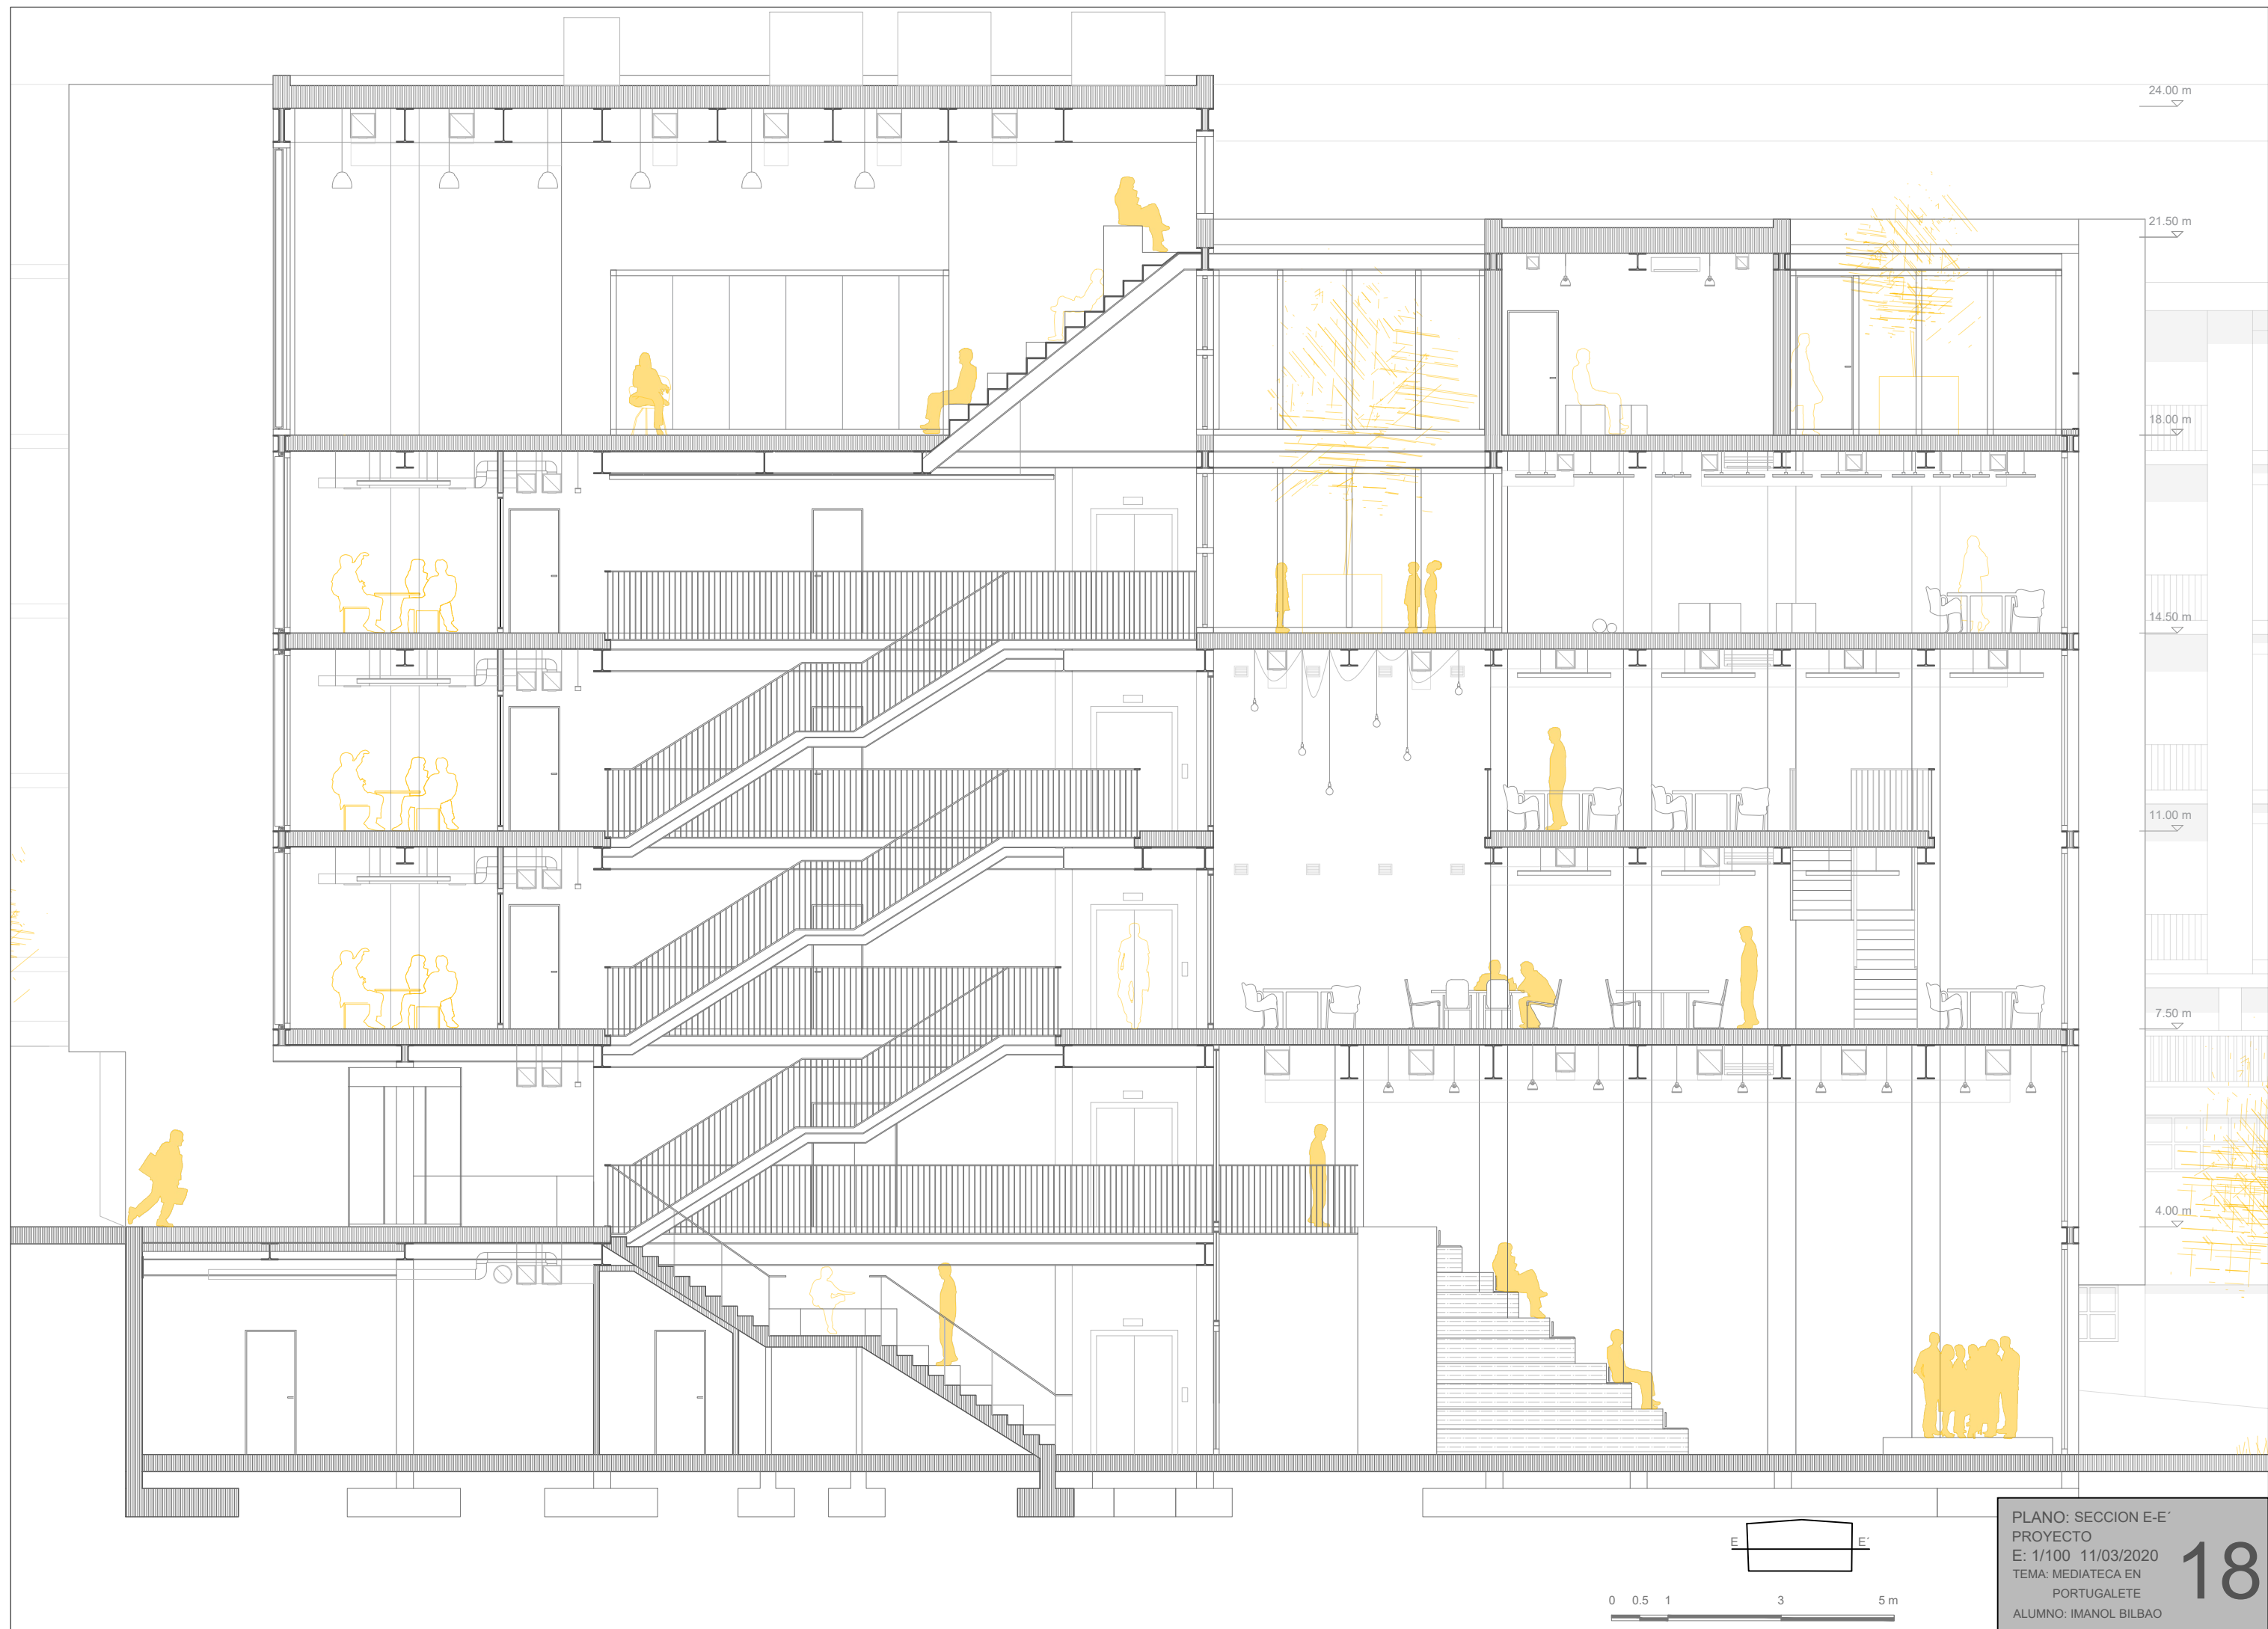 24.00 m
21.50 m
18.00 m
14.50 m
11.00 m
7.50 m
4.00 m
E E´
0 0.5 1 3 5 m
PLANO: SECCION E-E´
PROYECTO
E: 1/100 11/03/2020
TEMA: MEDIATECA EN
PORTUGALETE
ALUMNO: IMANOL BILBAO
18